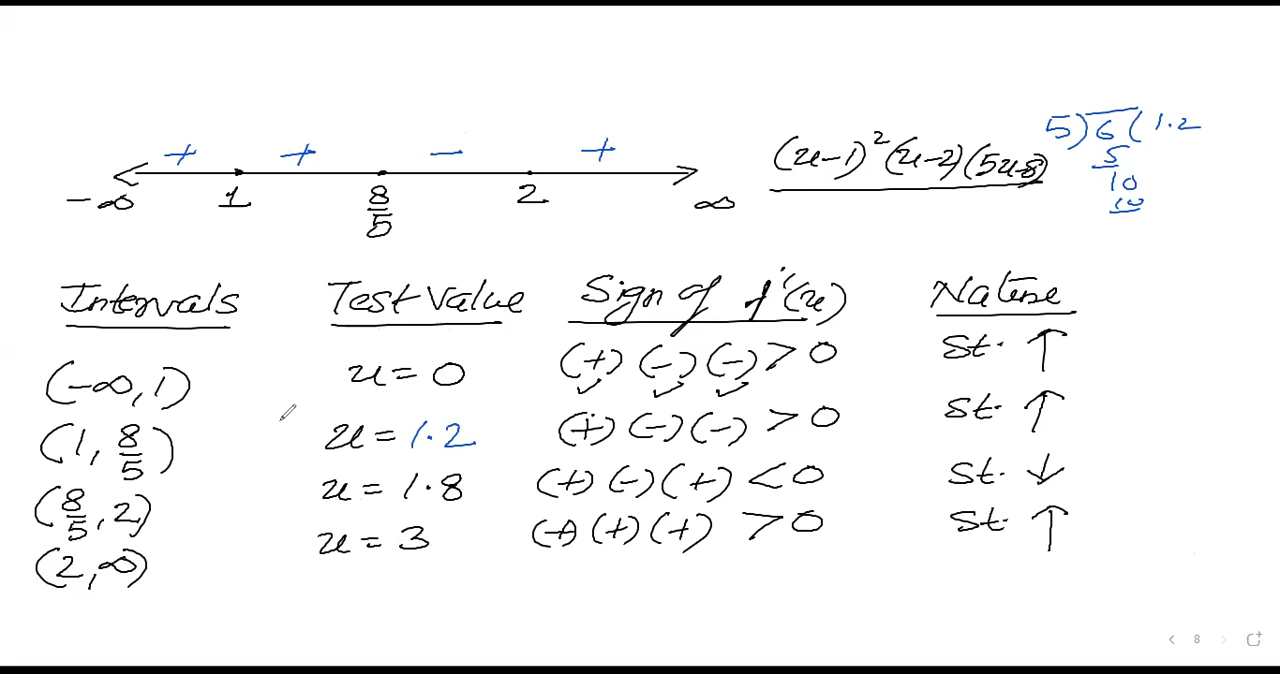 + + - +
-∞ 1 8/5 2 ∞
(x-1)²(x-2)(5x-8)
5)6(1.2
5
10
10
Intervals Test Value Sign of f'(x) Nature
(-∞,1) x=0 (+)(-)(-)>0 St. ↑
(1, 8/5) x=1.2 (+)(-)(-)>0 St. ↑
(8/5,2) x=1.8 (+)(-)(+)<0 St. ↓
(2,∞) x=3 (+)(+)(+)>0 St. ↑
8